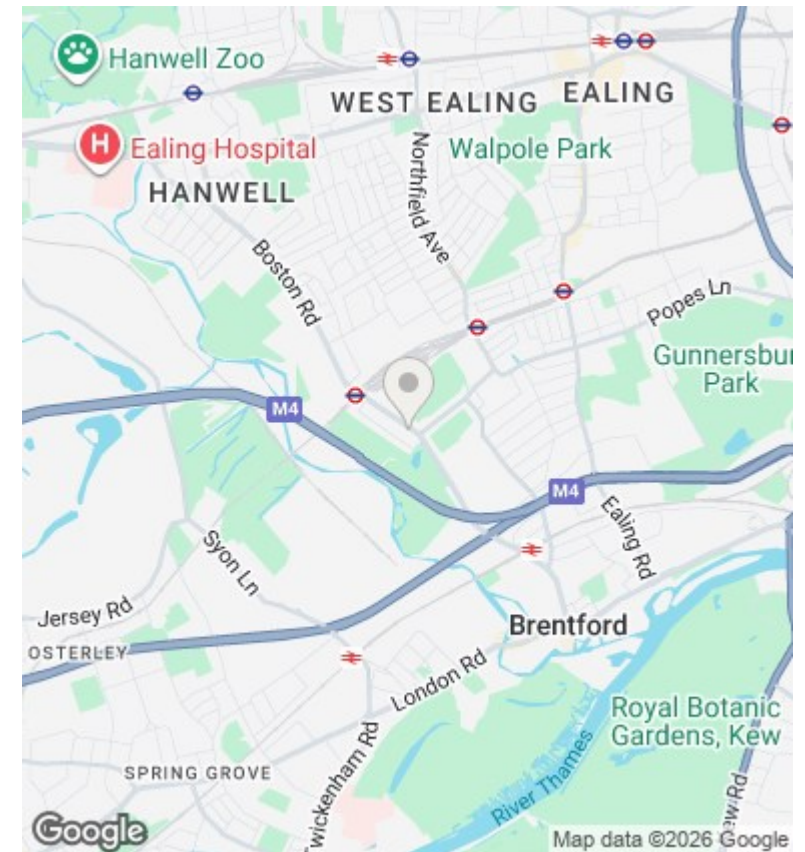 Hanwell Zoo
WEST EALING
EALING
H
Ealing Hospital
Walpole Park
HANWELL
Northfield Ave
Boston Rd
Popes Ln
Gunnersbur
Park
M4
M4
Ealing Rd
Syon Ln
Jersey Rd
OSTERLEY
Brentford
London Rd
Royal Botanic
Gardens, Kew
SPRING GROVE
Twickenham Rd
River Thames
ew Rd
Google
Map data ©2026 Google